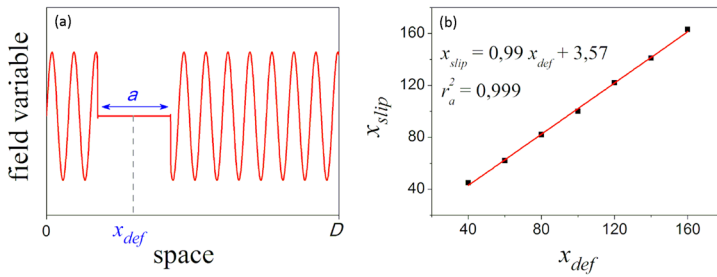 (a)
field variable
a
0
x_def
D
space
(b)
x_slip = 0,99 x_def + 3,57
r_a^2 = 0,999
x_slip
160
120
80
40
40 80 120 160
x_def